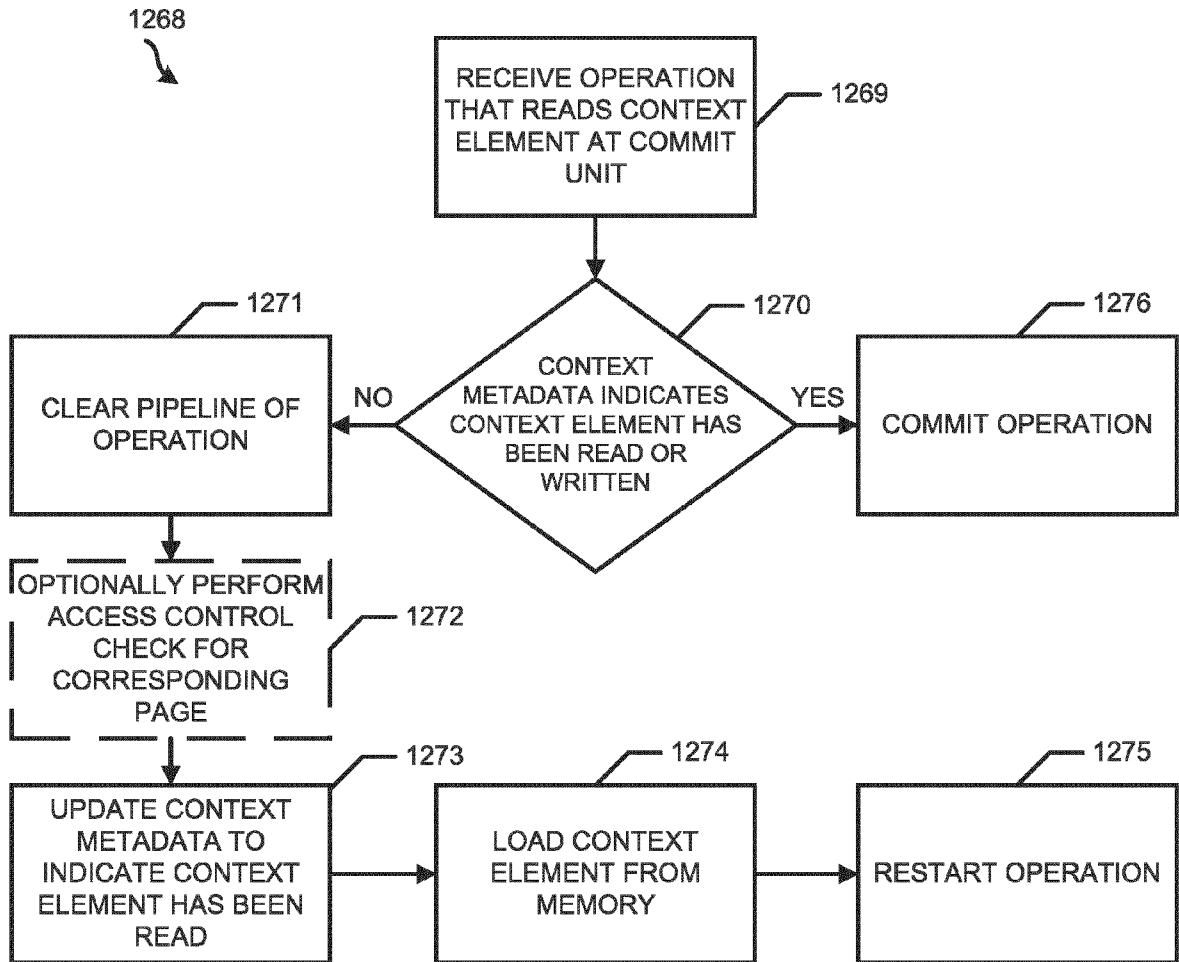 1268
RECEIVE OPERATION
THAT READS CONTEXT
ELEMENT AT COMMIT
UNIT
1269
1271
CLEAR PIPELINE OF
OPERATION
NO
1270
CONTEXT
METADATA INDICATES
CONTEXT ELEMENT HAS
BEEN READ OR
WRITTEN
YES
1276
COMMIT OPERATION
OPTIONALLY PERFORM
ACCESS CONTROL
CHECK FOR
CORRESPONDING
PAGE
1272
1273
UPDATE CONTEXT
METADATA TO
INDICATE CONTEXT
ELEMENT HAS BEEN
READ
1274
LOAD CONTEXT
ELEMENT FROM
MEMORY
1275
RESTART OPERATION